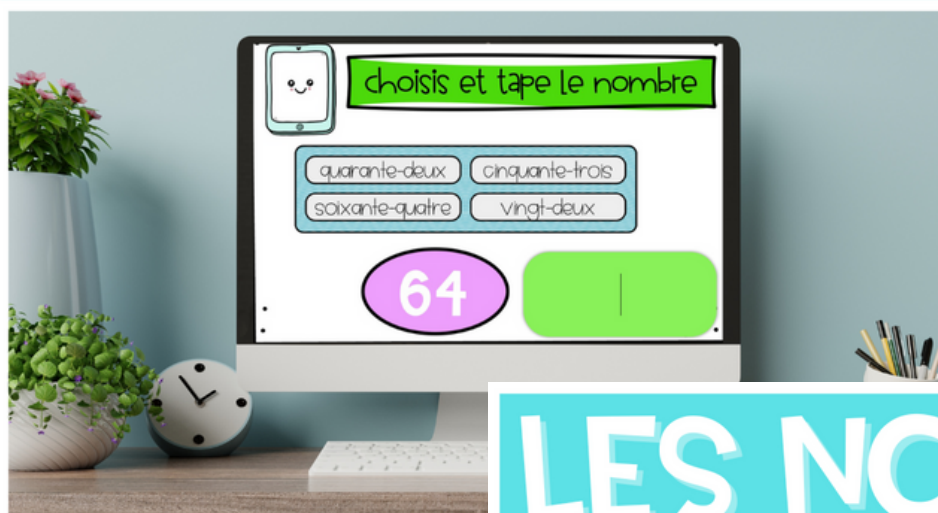 choisis et tape le nombre
quarante-deux cinquante-trois
soixante-quatre vingt-deux
64
LES NO